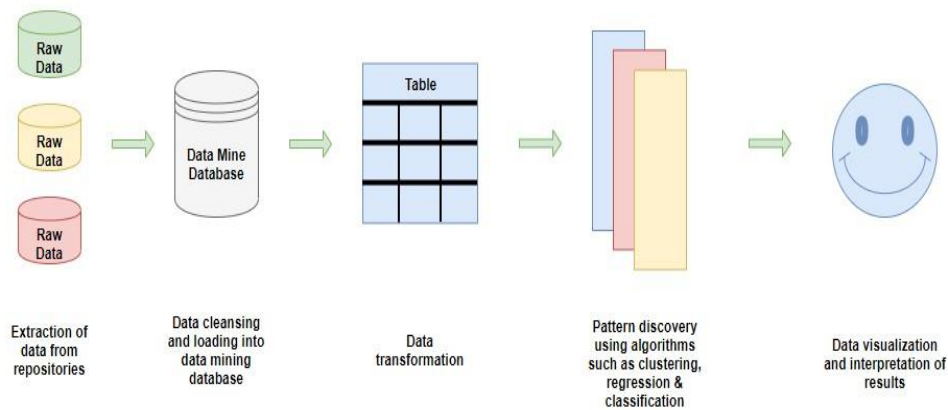 Raw
Data
Raw
Data
Raw
Data
Data Mine
Database
Table
Extraction of
data from
repositories
Data cleansing
and loading into
data mining
database
Data
transformation
Pattern discovery
using algorithms
such as clustering,
regression &
classification
Data visualization
and interpretation of
results